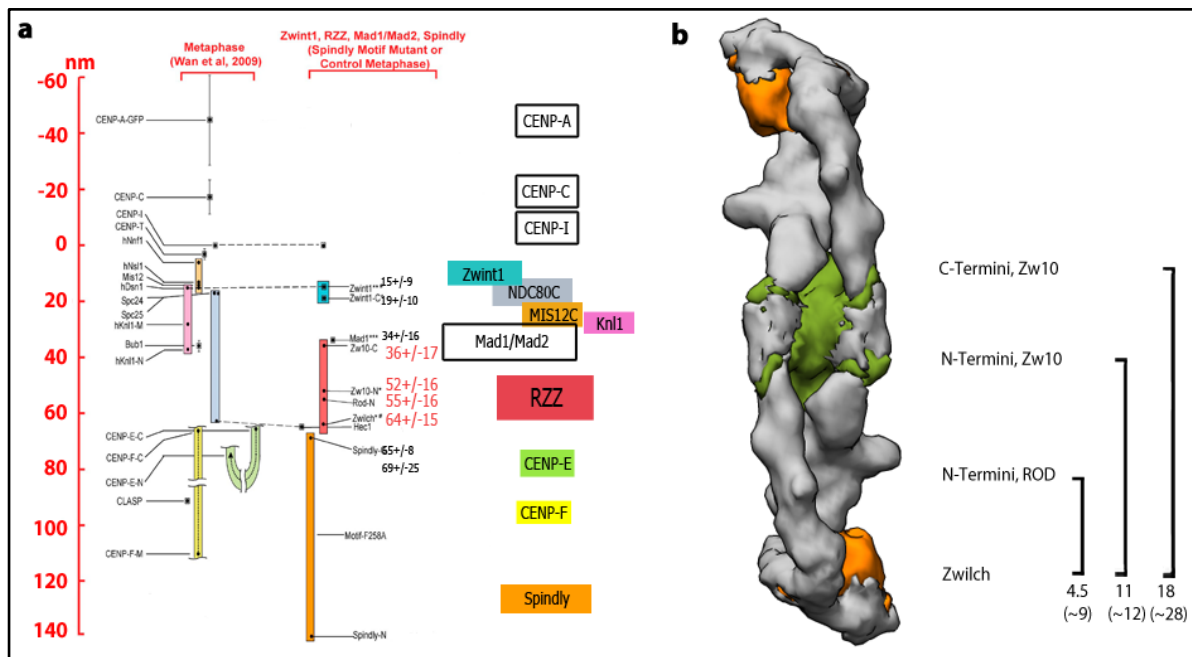 a
b
nm
Metaphase
(Wan et al, 2009)
Zwint1, RZZ, Mad1/Mad2, Spindly
(Spindly Motif Mutant or
Control Metaphase)
-60
-40
-20
0
20
40
60
80
100
120
140
CENP-A-GFP
CENP-C
CENP-I
CENP-T
hNnf1
hNsl1
Mis12
hDsn1
Spc24
Spc25
hKnl1-M
Bub1
hKnl1-N
CENP-E-C
CENP-F-C
CENP-E-N
CLASP
CENP-F-M
Zwint1*** 15+/-9
Zwint1-C* 19+/-10
Mad1*** 34+/-16
Zw10-C 36+/-17
Zw10-N* 52+/-16
Rod-N 55+/-16
Zwilch*# 64+/-15
Hec1
65+/-8
69+/-25
Motif-F258A
Spindly-N
CENP-A
CENP-C
CENP-I
Zwint1
NDC80C
MIS12C
Knl1
Mad1/Mad2
RZZ
CENP-E
CENP-F
Spindly
C-Termini, Zw10
N-Termini, Zw10
N-Termini, ROD
Zwilch
4.5 11 18
(~9) (~12) (~28)